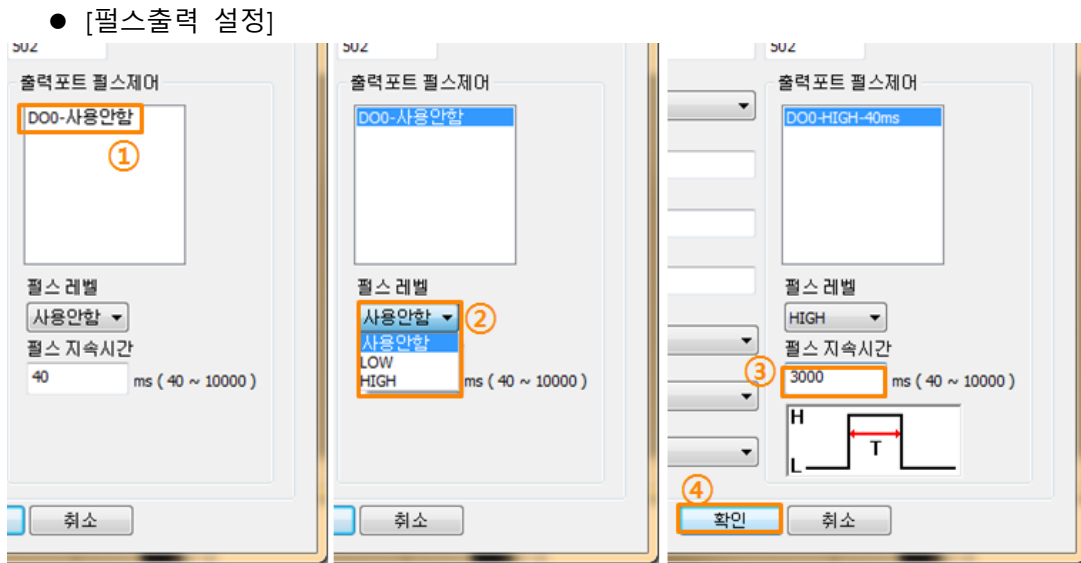 ● [펄스출력 설정]
502
출력포트 펄스제어
DO0-사용안함
①
펄스 레벨
사용안함
펄스 지속시간
40 ms ( 40 ~ 10000 )
취소
502
출력포트 펄스제어
DO0-사용안함
펄스 레벨
사용안함 ②
사용안함
LOW
HIGH ms ( 40 ~ 10000 )
취소
502
출력포트 펄스제어
DO0-HIGH-40ms
펄스 레벨
HIGH
펄스 지속시간
③ 3000 ms ( 40 ~ 10000 )
H
T
L
④
확인 취소